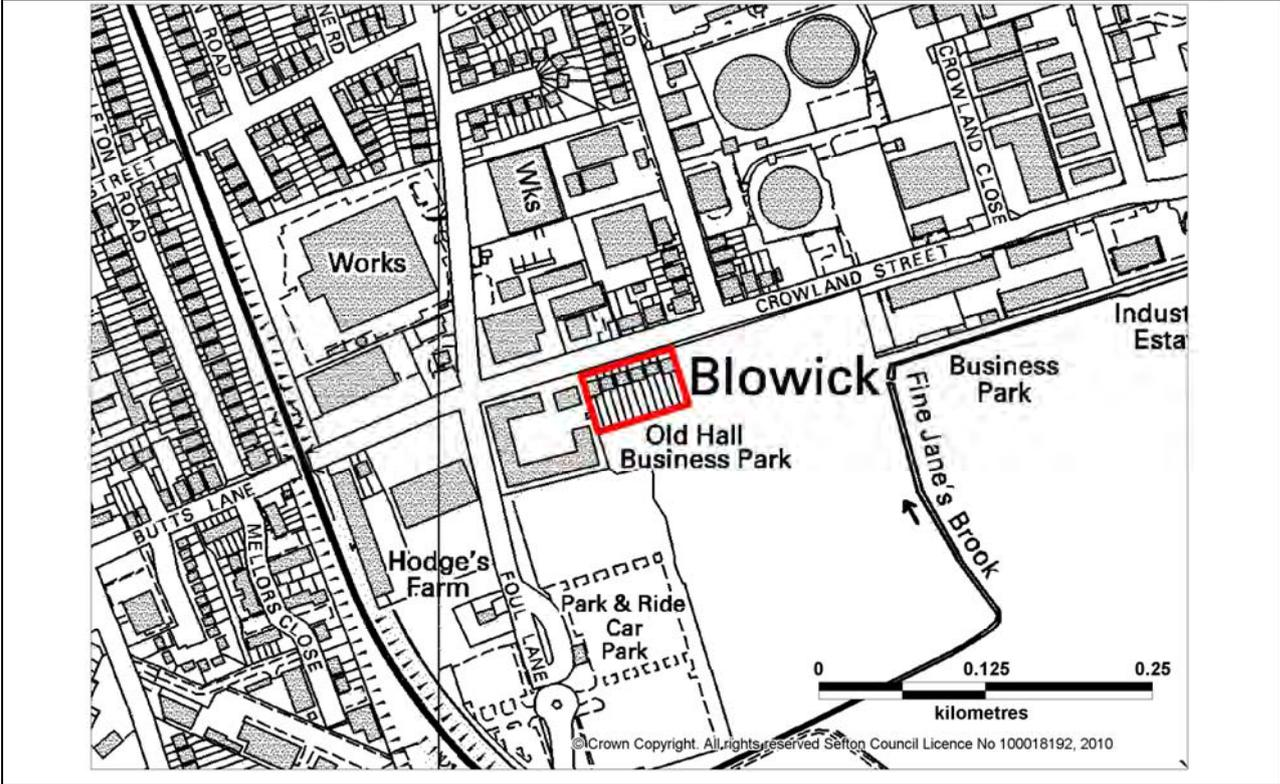 ROAD
ROAD
Wks
CROWLAND CLOSE
STREET
ROAD
Works
CROWLAND STREET
Indust
Esta
Blowick
Business
Park
Old Hall
Business Park
Fine Jane's Brook
BUTTS LANE
MELLORS CLOSE
Hodge's
Farm
FOUL LANE
Park & Ride
Car
Park
0 0.125 0.25
kilometres
©Crown Copyright. All rights reserved Sefton Council Licence No 100018192, 2010